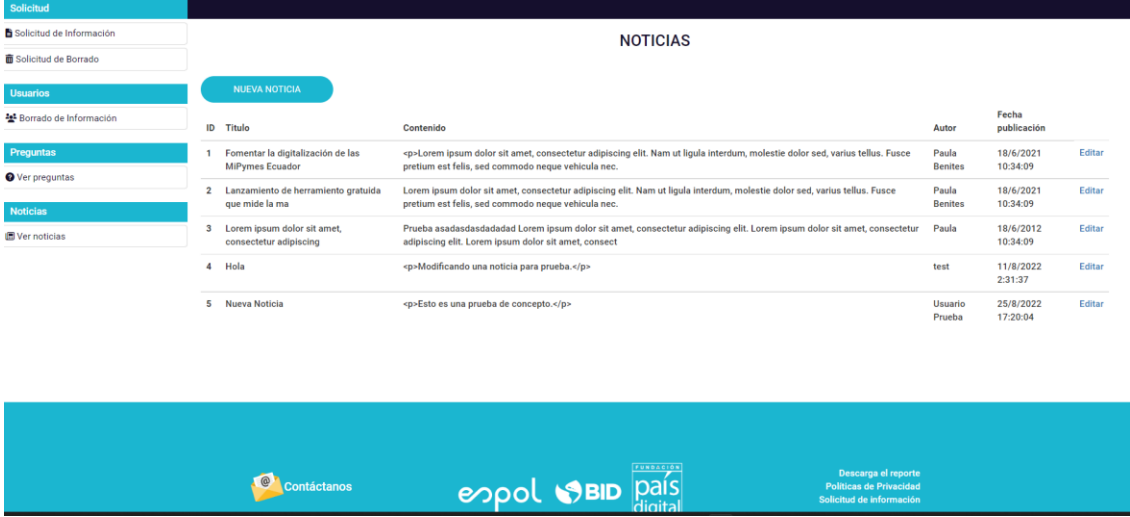 Solicitud
Solicitud de Información
Solicitud de Borrado
Usuarios
Borrado de Información
Preguntas
Ver preguntas
Noticias
Ver noticias
NOTICIAS
NUEVA NOTICIA
ID Titulo Contenido Autor Fecha publicación
1 Fomentar la digitalización de las <p>Lorem ipsum dolor sit amet, consectetur adipiscing elit. Nam ut ligula interdum, molestie dolor sed, varius tellus. Fusce Paula 18/6/2021 Editar
MiPymes Ecuador pretium est felis, sed commodo neque vehicula nec. Benites 10:34:09
2 Lanzamiento de herramiento gratuida Lorem ipsum dolor sit amet, consectetur adipiscing elit. Nam ut ligula interdum, molestie dolor sed, varius tellus. Fusce Paula 18/6/2021 Editar
que mide la ma pretium est felis, sed commodo neque vehicula nec. Benites 10:34:09
3 Lorem ipsum dolor sit amet, Prueba asadasdasdadadad Lorem ipsum dolor sit amet, consectetur adipiscing elit. Lorem ipsum dolor sit amet, consectetur Paula 18/6/2012 Editar
consectetur adipiscing adipiscing elit. Lorem ipsum dolor sit amet, consect 10:34:09
4 Hola <p>Modificando una noticia para prueba.</p> test 11/8/2022 Editar
2:31:37
5 Nueva Noticia <p>Esto es una prueba de concepto.</p> Usuario 25/8/2022 Editar
Prueba 17:20:04
Contáctanos
espol
BID
FUNDACIÓN
país
digital
Descarga el reporte
Políticas de Privacidad
Solicitud de información